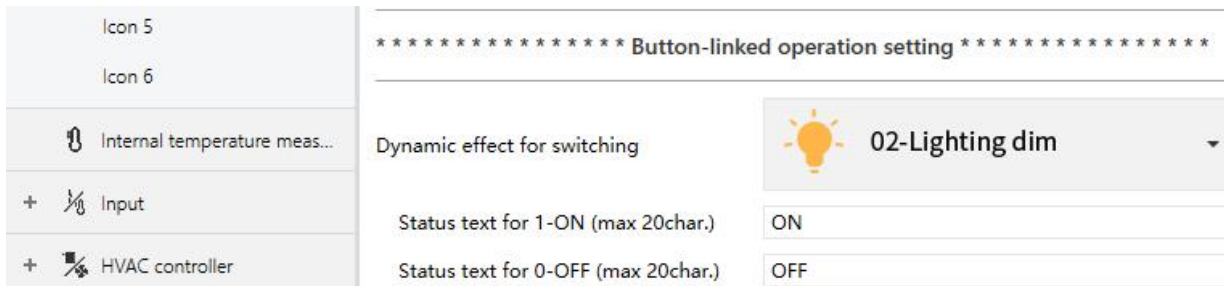 Icon 5
Icon 6
Internal temperature meas...
+ Input
+ HVAC controller
* * * * * * * * * * * * * * * * Button-linked operation setting * * * * * * * * * * * * * * * *
Dynamic effect for switching
02-Lighting dim
Status text for 1-ON (max 20char.)
ON
Status text for 0-OFF (max 20char.)
OFF